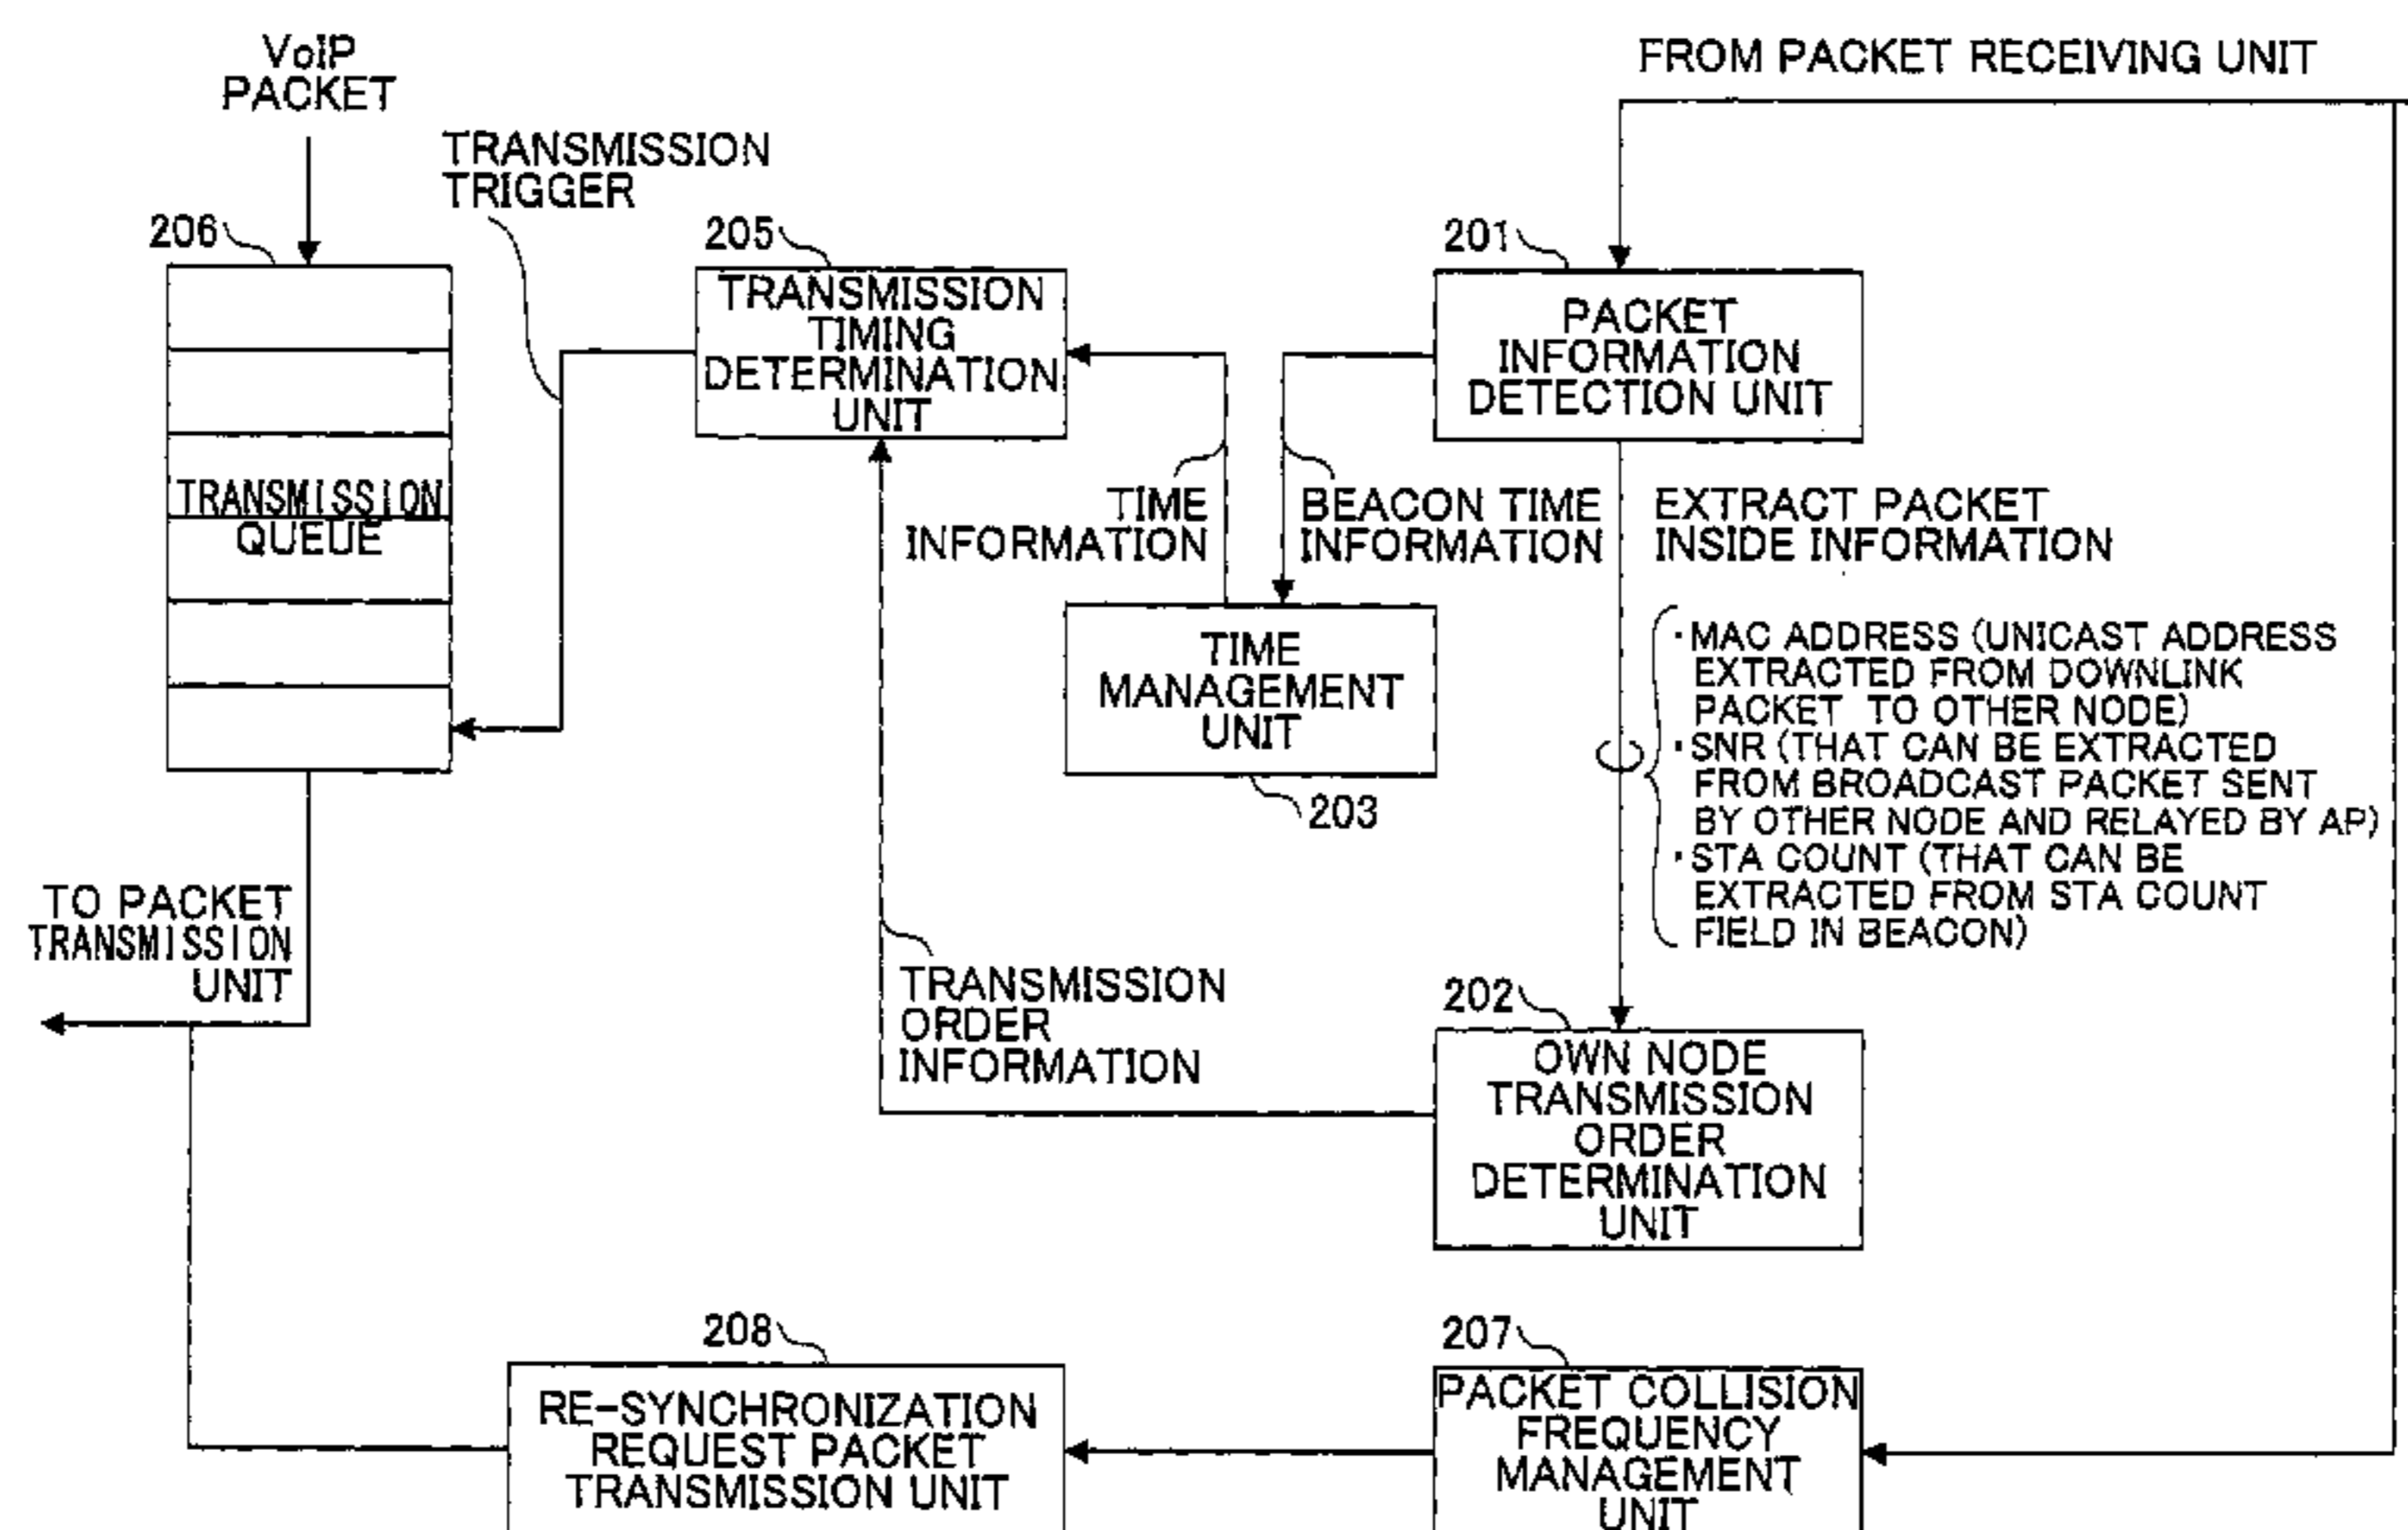 VoIP
PACKET
FROM PACKET RECEIVING UNIT
TRANSMISSION
TRIGGER
206
205
201
TRANSMISSION
TIMING
DETERMINATION
UNIT
PACKET
INFORMATION
DETECTION UNIT
TRANSMISSION
QUEUE
TIME
INFORMATION
BEACON TIME
INFORMATION
EXTRACT PACKET
INSIDE INFORMATION
TIME
MANAGEMENT
UNIT
203
・MAC ADDRESS (UNICAST ADDRESS
EXTRACTED FROM DOWNLINK
PACKET TO OTHER NODE)
・SNR (THAT CAN BE EXTRACTED
FROM BROADCAST PACKET SENT
BY OTHER NODE AND RELAYED BY AP)
・STA COUNT (THAT CAN BE
EXTRACTED FROM STA COUNT
FIELD IN BEACON)
TO PACKET
TRANSMISSION
UNIT
TRANSMISSION
ORDER
INFORMATION
202
OWN NODE
TRANSMISSION
ORDER
DETERMINATION
UNIT
208
207
RE-SYNCHRONIZATION
REQUEST PACKET
TRANSMISSION UNIT
PACKET COLLISION
FREQUENCY
MANAGEMENT
UNIT